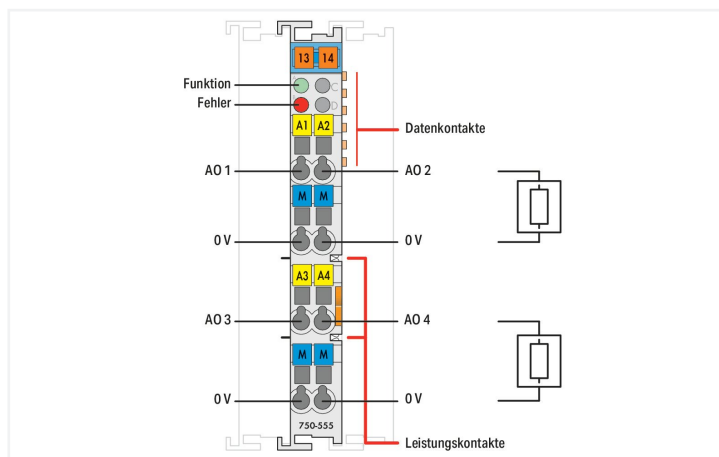 13 14
Funktion
C
Fehler
D
A1 A2
Datenkontakte
AO 1
AO 2
M M
0 V
0 V
A3 A4
AO 3
AO 4
M M
0 V
0 V
750-555
Leistungskontakte